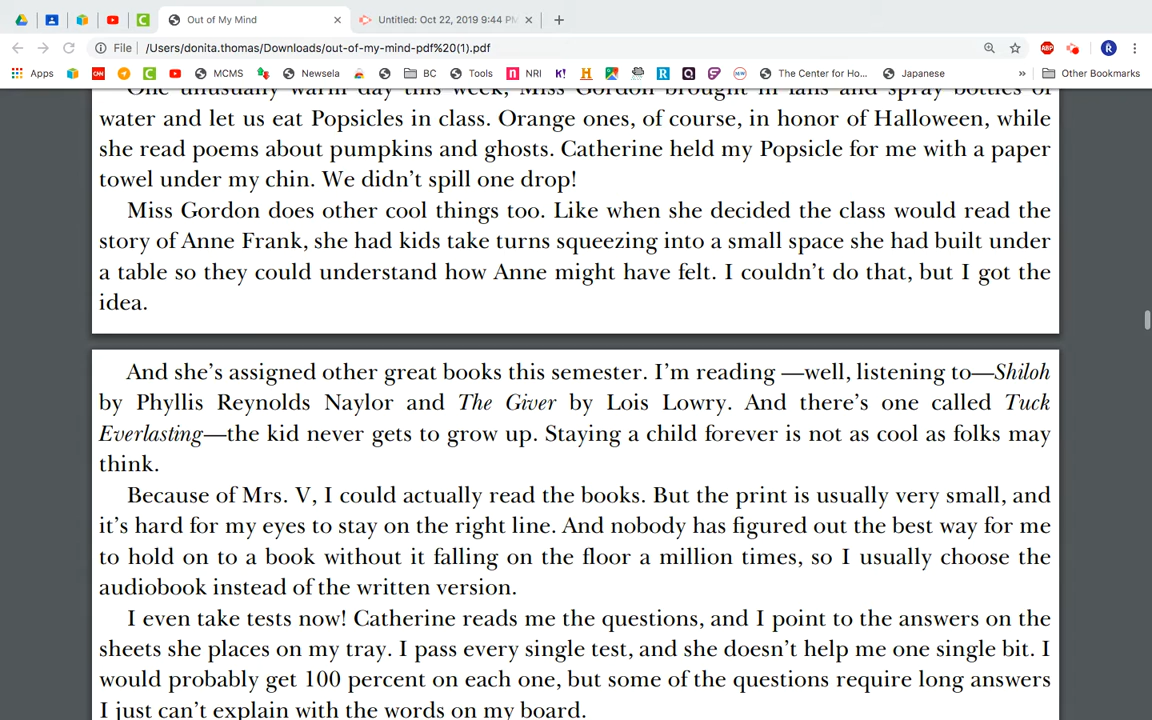 Out of My Mind
Untitled: Oct 22, 2019 9:44 PM
File /Users/donita.thomas/Downloads/out-of-my-mind-pdf%20(1).pdf
ABP
R
Apps
CNN
MCMS
Newsela
BC
Tools
NRI
K!
The Center for Ho...
Japanese
» Other Bookmarks
One unusually warm day this week, Miss Gordon brought in fans and spray bottles of
water and let us eat Popsicles in class. Orange ones, of course, in honor of Halloween, while
she read poems about pumpkins and ghosts. Catherine held my Popsicle for me with a paper
towel under my chin. We didn’t spill one drop!
Miss Gordon does other cool things too. Like when she decided the class would read the
story of Anne Frank, she had kids take turns squeezing into a small space she had built under
a table so they could understand how Anne might have felt. I couldn’t do that, but I got the
idea.
And she’s assigned other great books this semester. I’m reading —well, listening to—Shiloh
by Phyllis Reynolds Naylor and The Giver by Lois Lowry. And there’s one called Tuck
Everlasting—the kid never gets to grow up. Staying a child forever is not as cool as folks may
think.
Because of Mrs. V, I could actually read the books. But the print is usually very small, and
it’s hard for my eyes to stay on the right line. And nobody has figured out the best way for me
to hold on to a book without it falling on the floor a million times, so I usually choose the
audiobook instead of the written version.
I even take tests now! Catherine reads me the questions, and I point to the answers on the
sheets she places on my tray. I pass every single test, and she doesn’t help me one single bit. I
would probably get 100 percent on each one, but some of the questions require long answers
I just can’t explain with the words on my board.